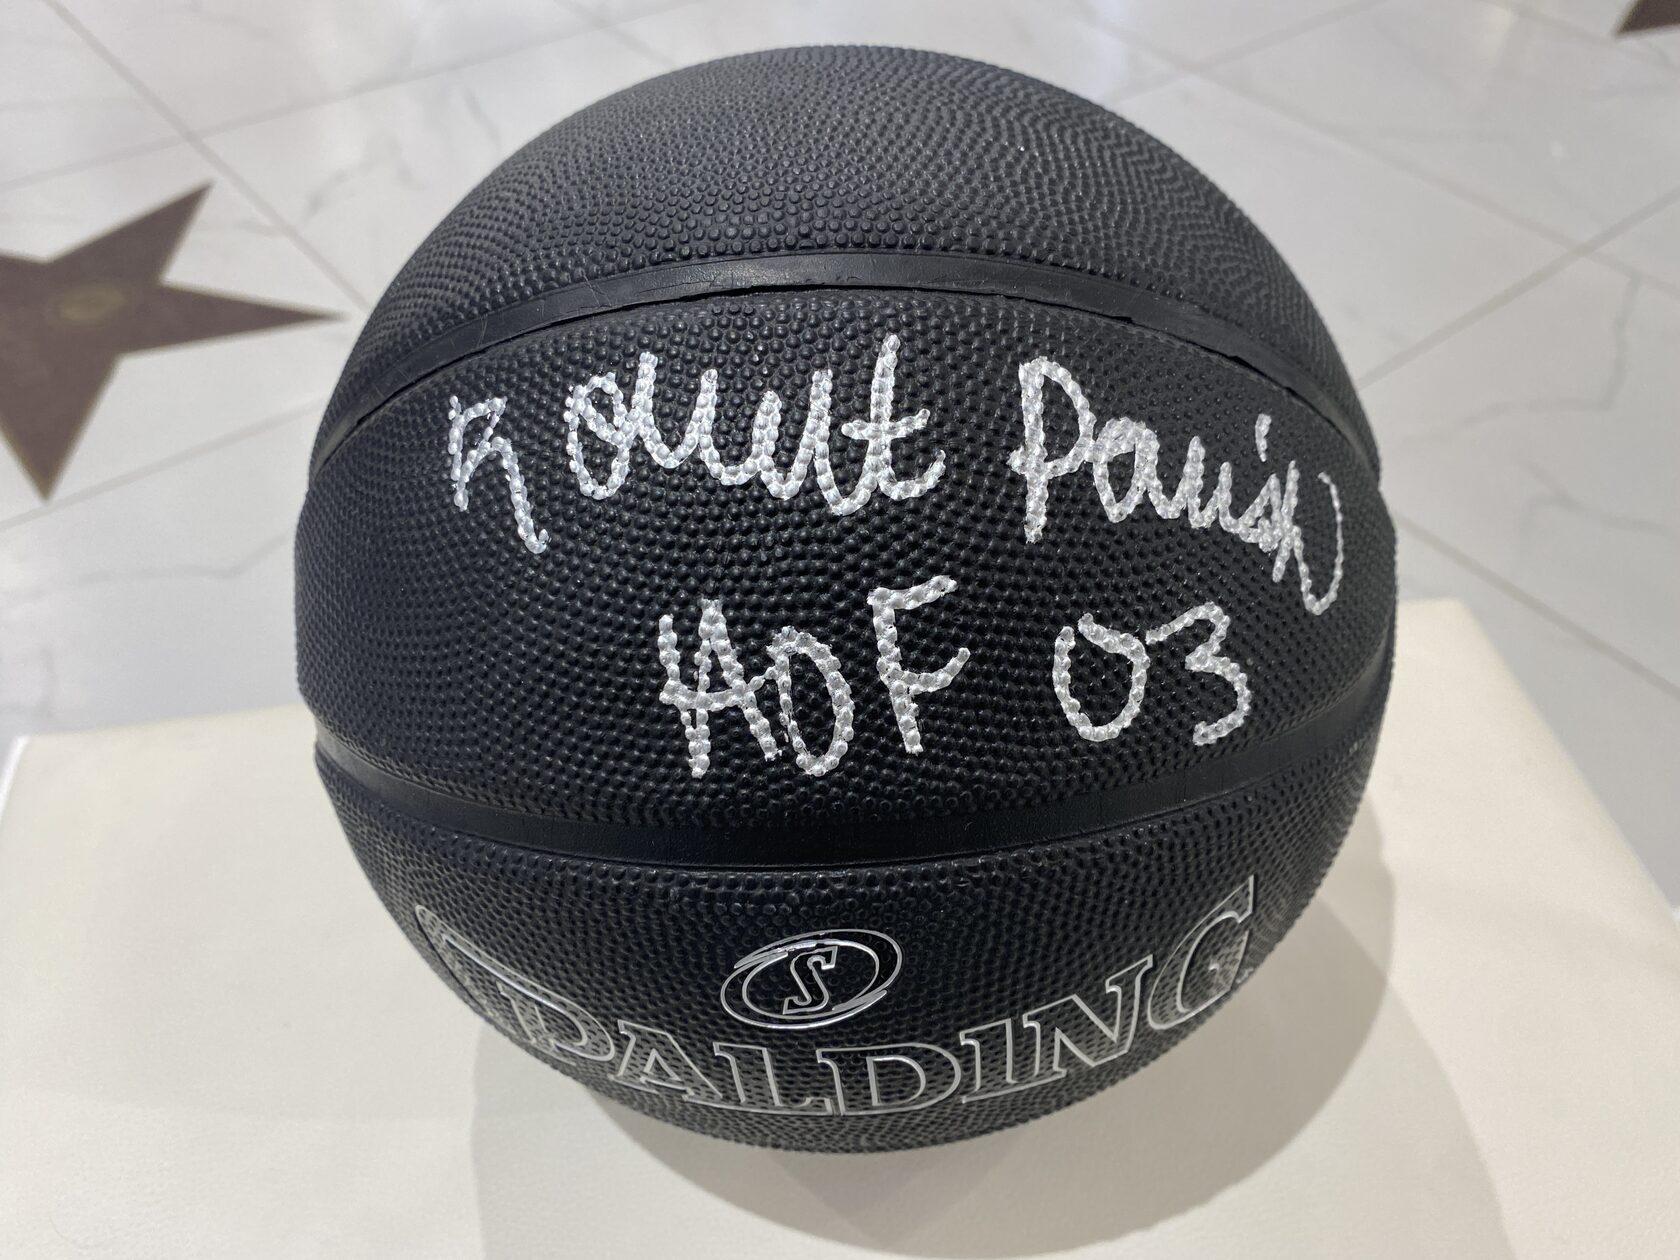 Robert Parish
HOF 03
S
SPALDING